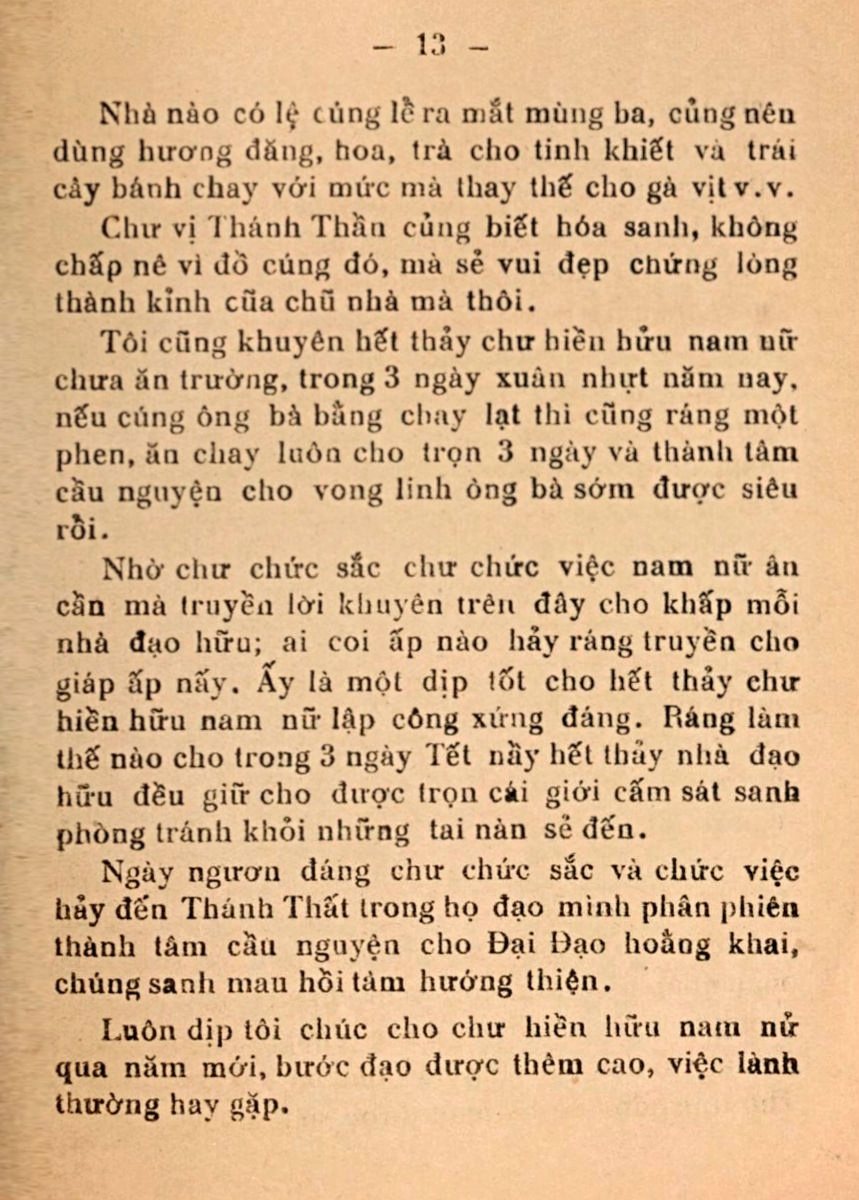 — 13 —
Nhà nào có lệ cúng lễ ra mắt mùng ba, củng nên
dùng hương đăng, hoa, trà cho tinh khiết và trái
cây bánh chay với mức mà thay thế cho gà vịt v.v.
Chư vị Thánh Thần củng biết hóa sanh, không
chấp nê vì đồ cúng đó, mà sẻ vui đẹp chứng lòng
thành kỉnh cũa chũ nhà mà thôi.
Tôi cũng khuyên hết thảy chư hiền hửu nam nữ
chưa ăn trường, trong 3 ngày xuân nhựt năm nay,
nếu cúng ông bà bằng chay lạt thì cũng ráng một
phen, ăn chay luôn cho trọn 3 ngày và thành tâm
cầu nguyện cho vong linh ông bà sớm được siêu
rỗi.
Nhờ chư chức sắc chư chức việc nam nữ ân
cần mà truyền lời khuyên trên đây cho khắp mỗi
nhà đạo hữu; ai coi ấp nào hảy ráng truyền cho
giáp ấp nấy. Ấy là một dịp tốt cho hết thảy chư
hiền hữu nam nữ lập công xứng đáng. Ráng làm
thế nào cho trong 3 ngày Tết nầy hết thảy nhà đạo
hữu đều giữ cho được trọn cái giới cấm sát sanh
phòng tránh khỏi những tai nàn sẻ đến.
Ngày ngươn đáng chư chức sắc và chức việc
hảy đến Thánh Thất trong họ đạo mình phân phiên
thành tâm cầu nguyện cho Đại Đạo hoằng khai,
chúng sanh mau hồi tâm hướng thiện.
Luôn dịp tôi chúc cho chư hiền hữu nam nử
qua năm mới, bước đạo được thêm cao, việc lành
thường hay gặp.